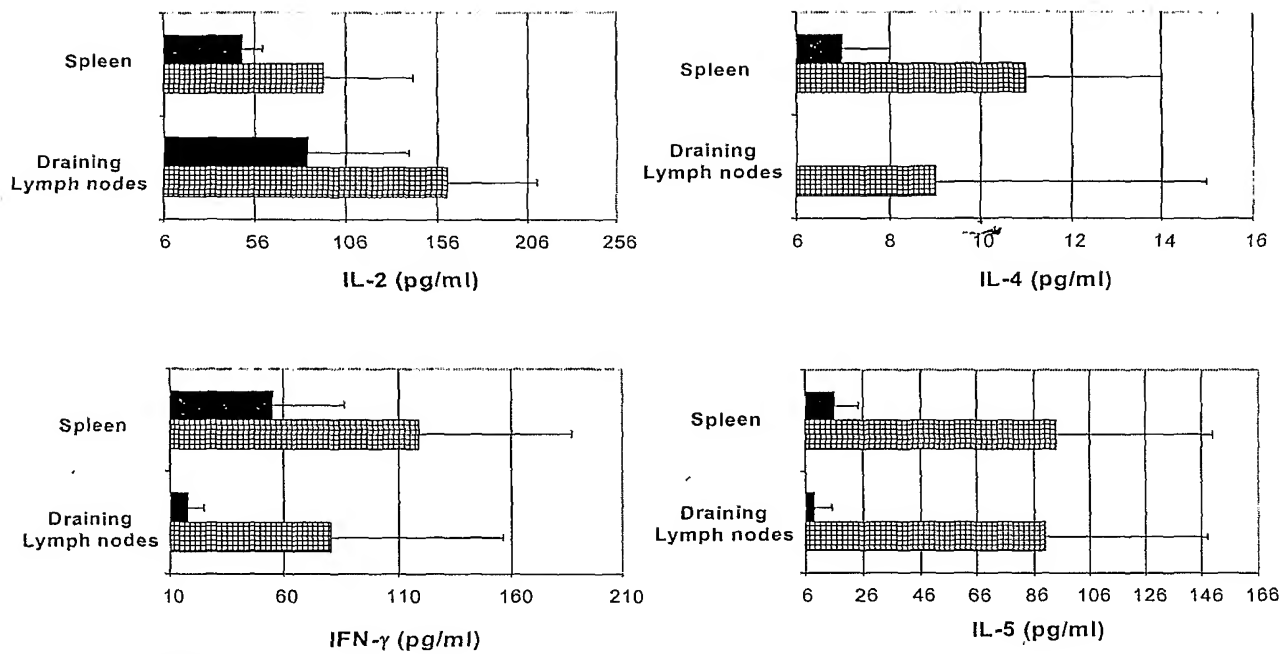 Spleen
Draining
Lymph nodes
6 56 106 156 206 256
IL-2 (pg/ml)
Spleen
Draining
Lymph nodes
6 8 10 12 14 16
IL-4 (pg/ml)
Spleen
Draining
Lymph nodes
10 60 110 160 210
IFN-γ (pg/ml)
Spleen
Draining
Lymph nodes
6 26 46 66 86 106 126 146 166
IL-5 (pg/ml)